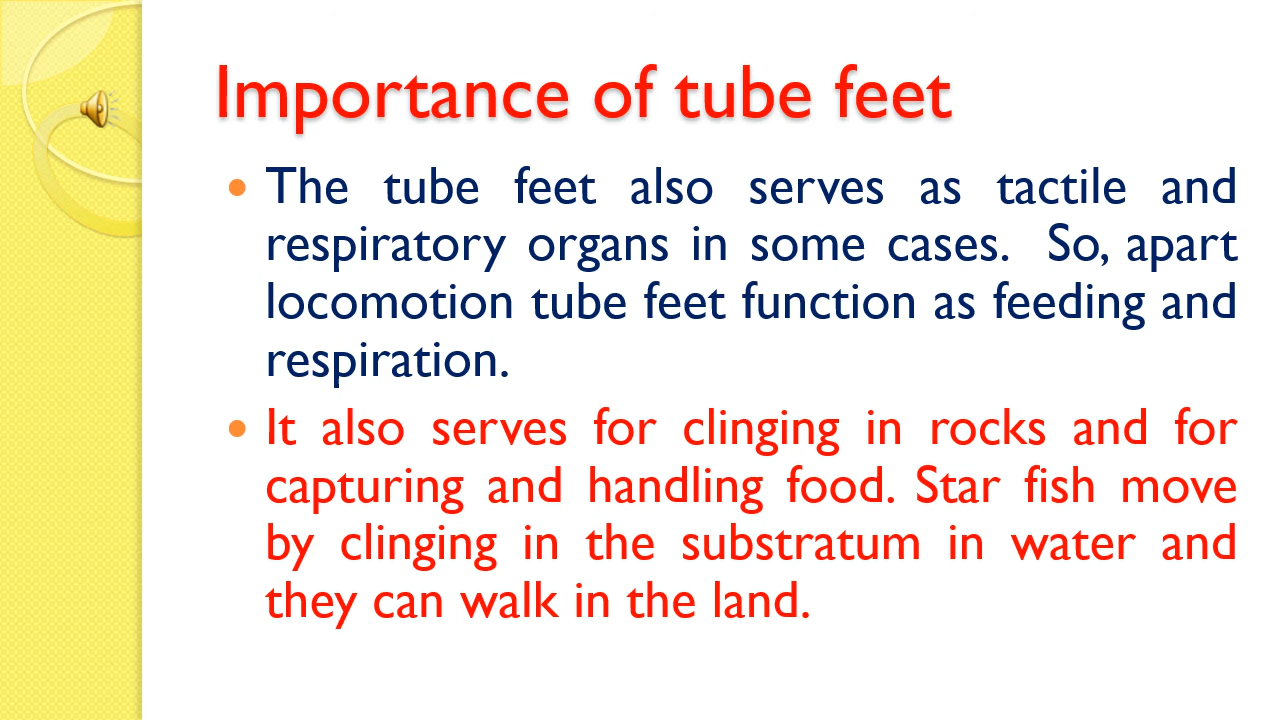 Importance of tube feet
The tube feet also serves as tactile and
respiratory organs in some cases. So, apart
locomotion tube feet function as feeding and
respiration.
It also serves for clinging in rocks and for
capturing and handling food. Star fish move
by clinging in the substratum in water and
they can walk in the land.